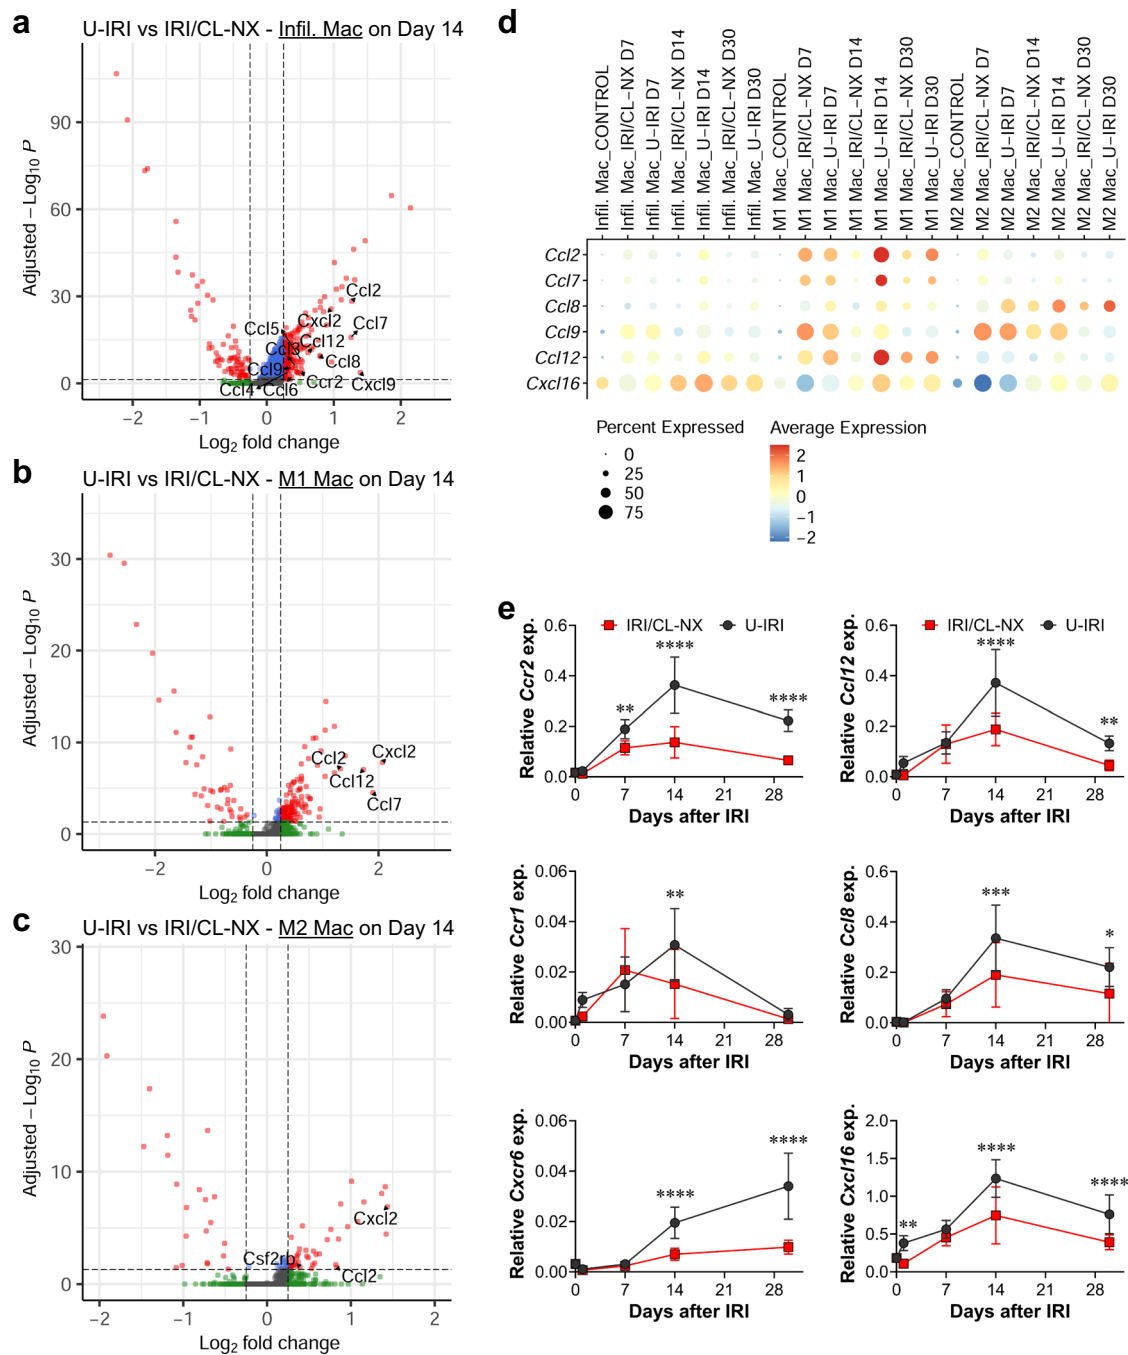 a
U-IRI vs IRI/CL-NX - Infil. Mac on Day 14
Adjusted − Log10 P
90
60
30
0
Ccl2
Cxcl2
Ccl7
Ccl5
Ccl12
Ccl3
Ccl8
Ccl9
Ccr2
Cxcl9
Ccl4
Ccl6
−2
−1
0
1
2
Log2 fold change
b
U-IRI vs IRI/CL-NX - M1 Mac on Day 14
Adjusted − Log10 P
30
20
10
0
Ccl2
Cxcl2
Ccl12
Ccl7
−2
0
2
Log2 fold change
c
U-IRI vs IRI/CL-NX - M2 Mac on Day 14
Adjusted − Log10 P
30
20
10
0
Cxcl2
Csf2rb
Ccl2
−2
−1
0
1
2
Log2 fold change
d
Infil. Mac_CONTROL
Infil. Mac_IRI/CL−NX D7
Infil. Mac_U−IRI D7
Infil. Mac_IRI/CL−NX D14
Infil. Mac_U−IRI D14
Infil. Mac_IRI/CL−NX D30
Infil. Mac_U−IRI D30
M1 Mac_CONTROL
M1 Mac_IRI/CL−NX D7
M1 Mac_U−IRI D7
M1 Mac_IRI/CL−NX D14
M1 Mac_U−IRI D14
M1 Mac_IRI/CL−NX D30
M1 Mac_U−IRI D30
M2 Mac_CONTROL
M2 Mac_IRI/CL−NX D7
M2 Mac_U−IRI D7
M2 Mac_IRI/CL−NX D14
M2 Mac_U−IRI D14
M2 Mac_IRI/CL−NX D30
M2 Mac_U−IRI D30
Ccl2
Ccl7
Ccl8
Ccl9
Ccl12
Cxcl16
Percent Expressed
0
25
50
75
Average Expression
2
1
0
−1
−2
e
IRI/CL-NX
U-IRI
Relative Ccr2 exp.
0.6
0.4
0.2
0.0
**
****
****
0
7
14
21
28
Days after IRI
IRI/CL-NX
U-IRI
Relative Ccl12 exp.
0.6
0.4
0.2
0.0
****
**
0
7
14
21
28
Days after IRI
Relative Ccr1 exp.
0.06
0.04
0.02
0.00
**
0
7
14
21
28
Days after IRI
Relative Ccl8 exp.
0.6
0.4
0.2
0.0
***
*
0
7
14
21
28
Days after IRI
Relative Cxcr6 exp.
0.06
0.04
0.02
0.00
****
****
0
7
14
21
28
Days after IRI
Relative Cxcl16 exp.
2.0
1.5
1.0
0.5
0.0
**
****
****
0
7
14
21
28
Days after IRI